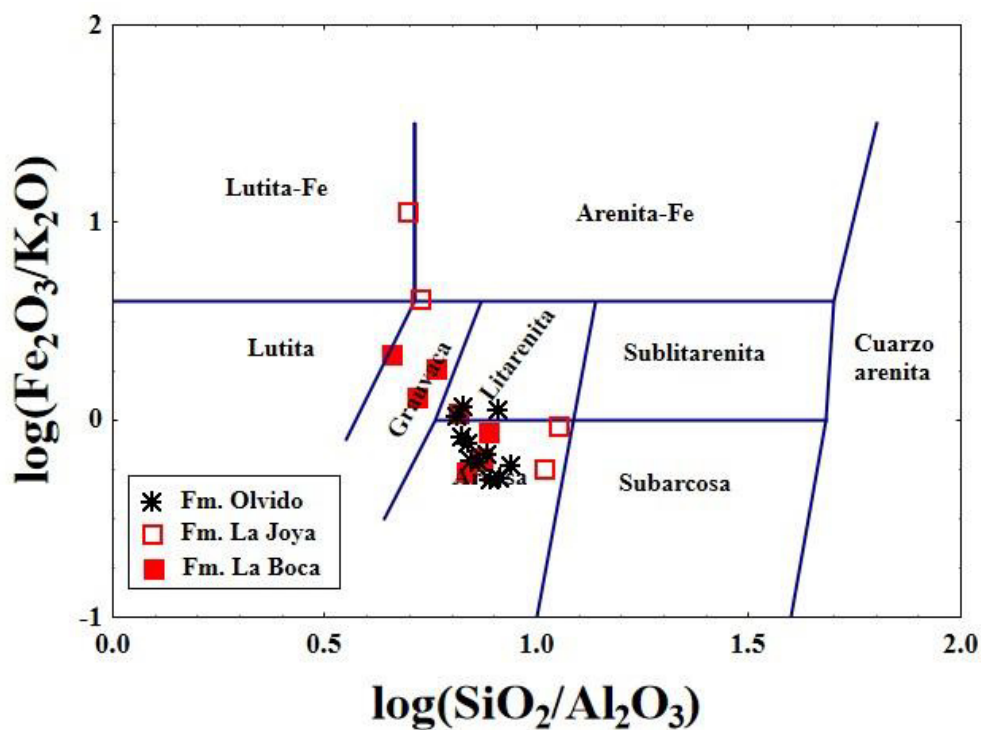 2
Lutita-Fe
Arenita-Fe
1
log(Fe₂O₃/K₂O)
Lutita
Grauvaca
Litarenita
Sublitarenita
Cuarzo
arenita
0
Subarcosa
Fm. Olvido
Fm. La Joya
Fm. La Boca
-1
0.0 0.5 1.0 1.5 2.0
log(SiO₂/Al₂O₃)